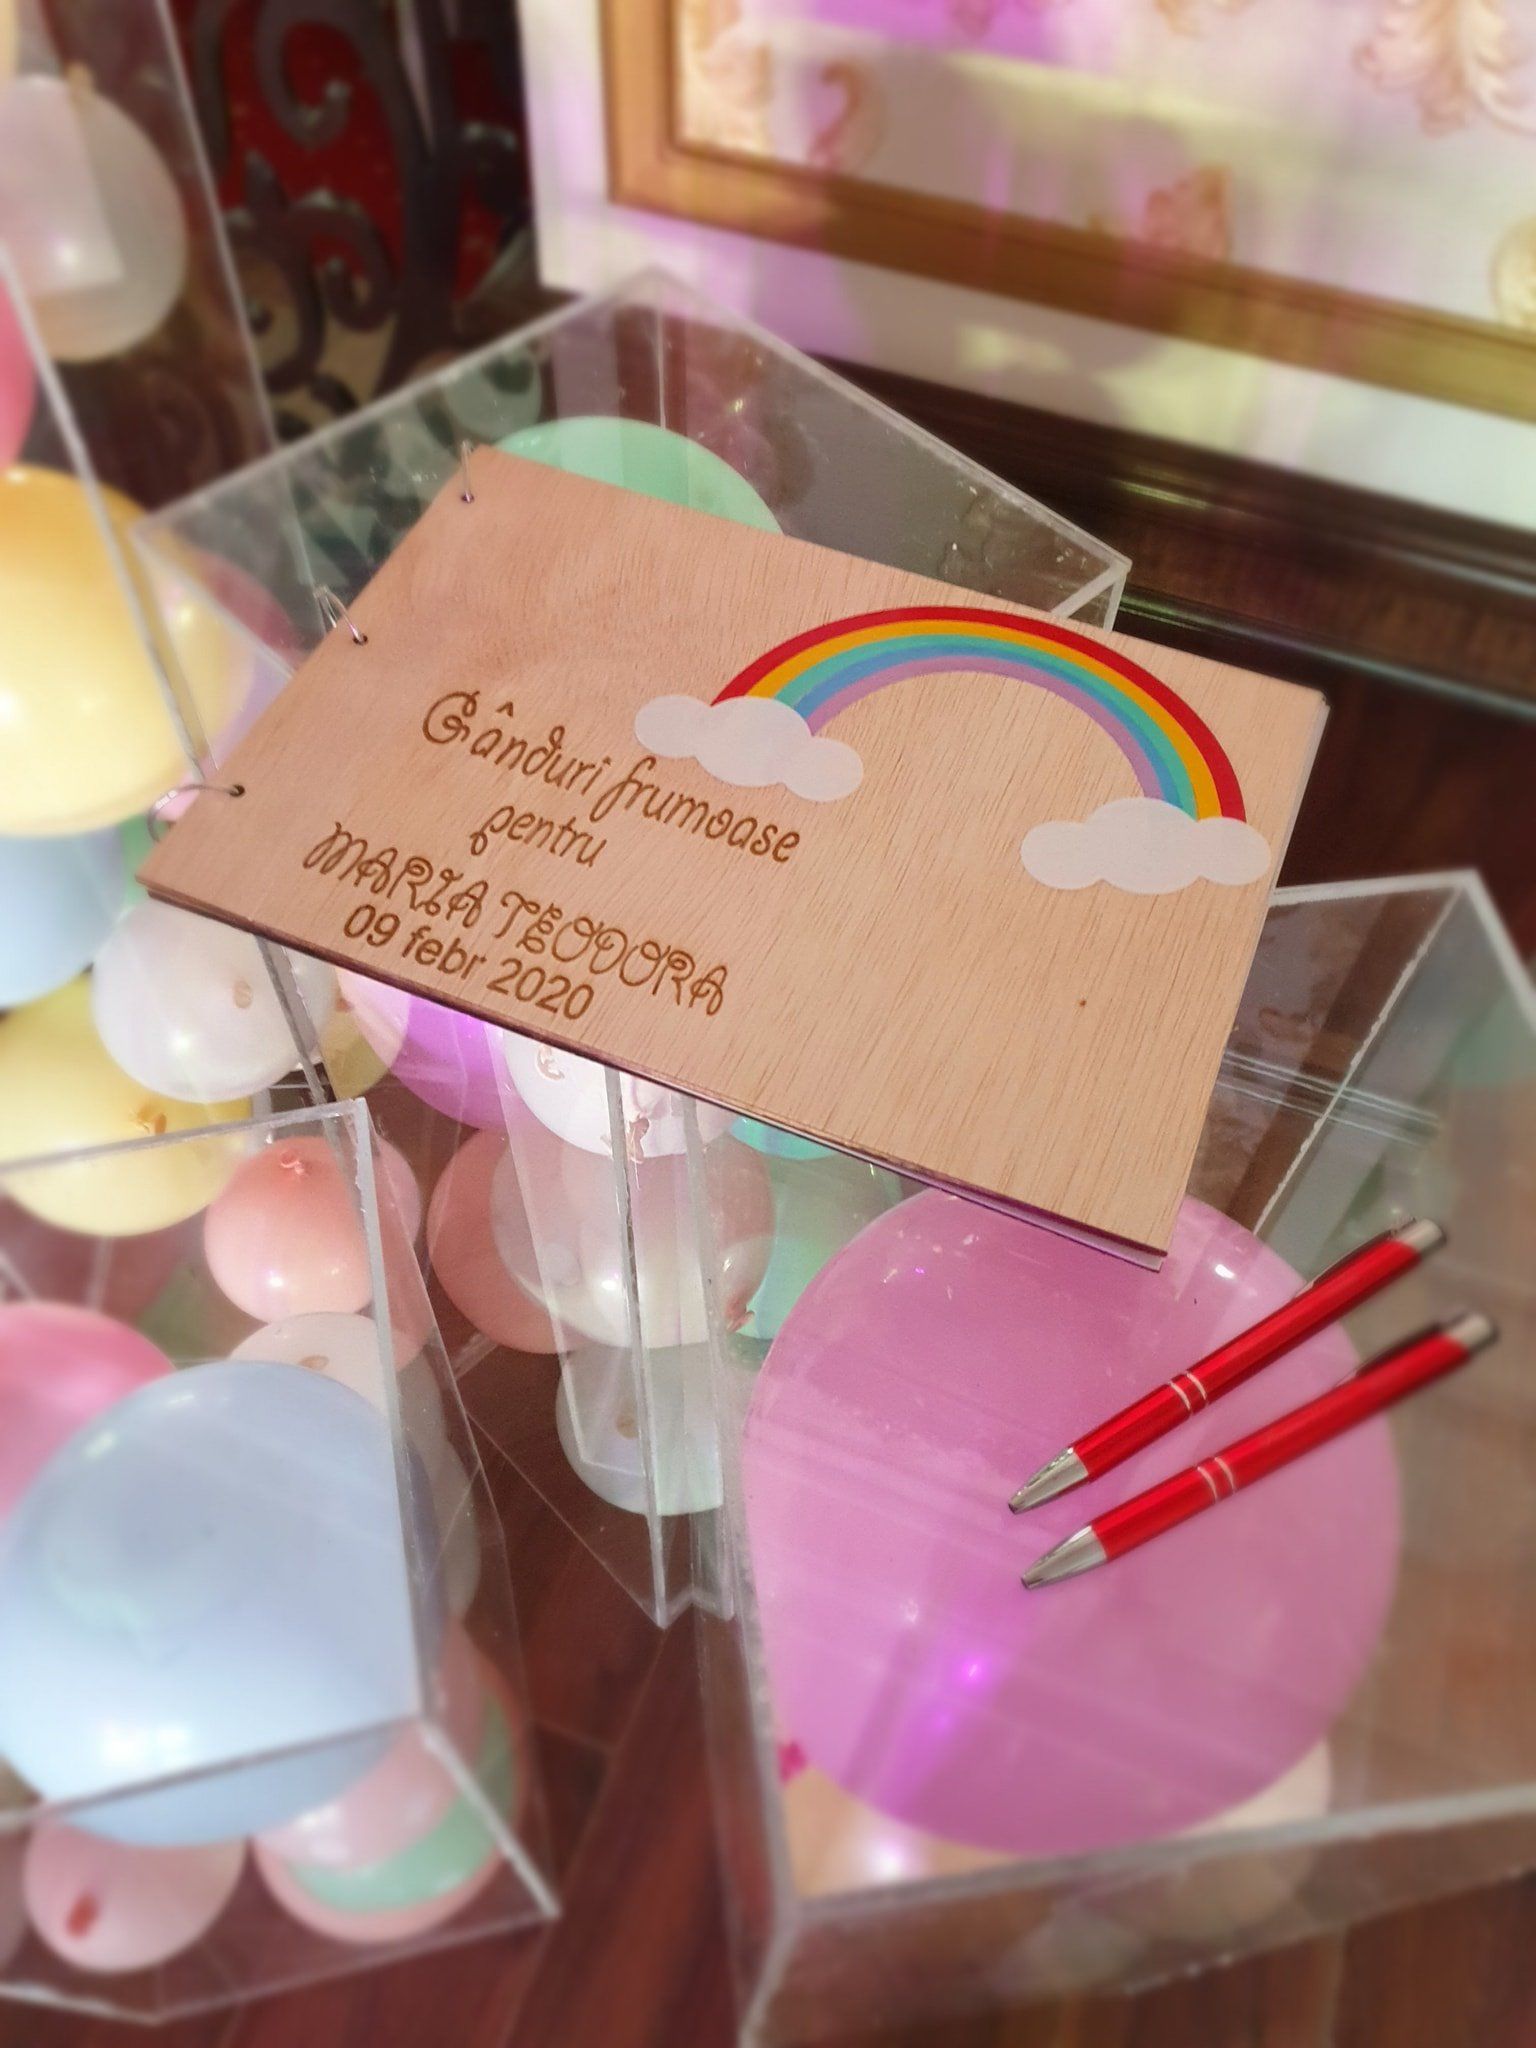 Gânduri frumoase
pentru
MARIA TEODORA
09 febr 2020